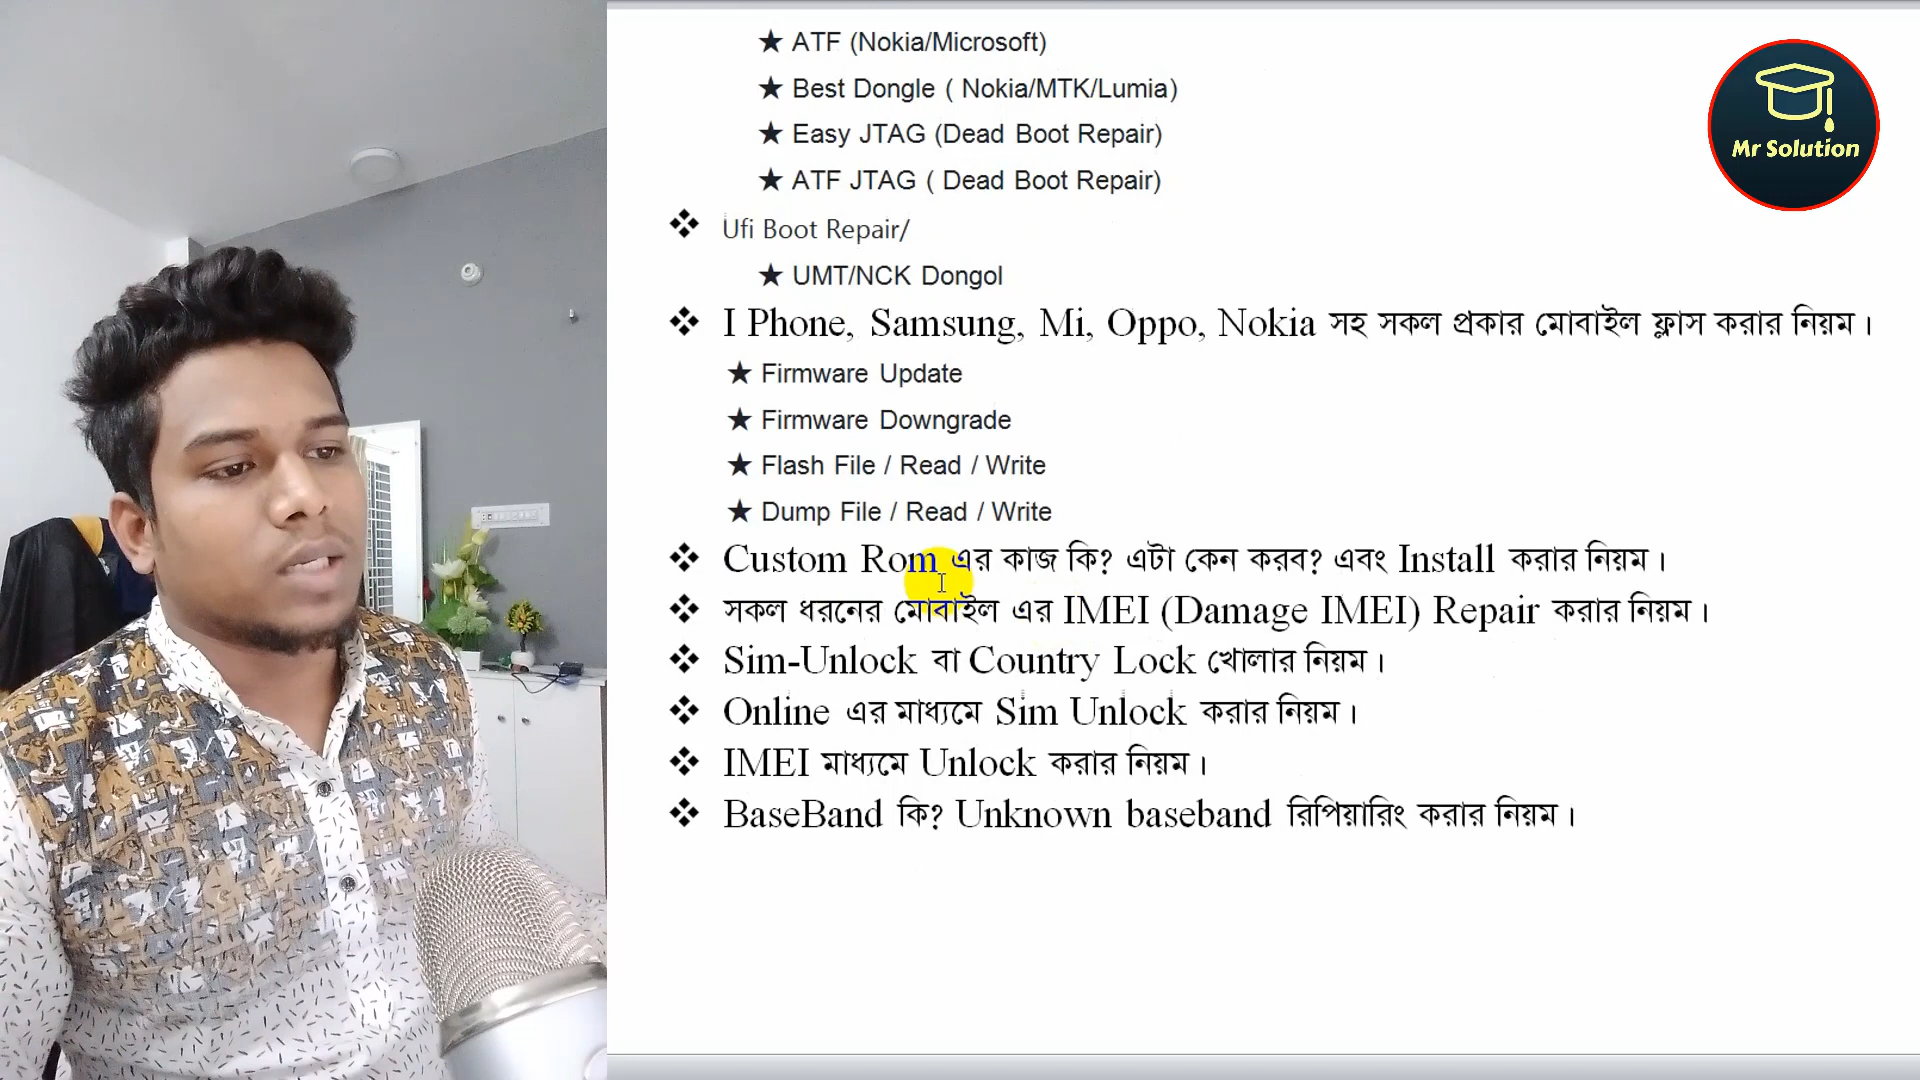 ★ ATF (Nokia/Microsoft)
★ Best Dongle ( Nokia/MTK/Lumia)
★ Easy JTAG (Dead Boot Repair)
★ ATF JTAG ( Dead Boot Repair)
❖ Ufi Boot Repair/
★ UMT/NCK Dongol
❖ I Phone, Samsung, Mi, Oppo, Nokia সহ সকল প্রকার মোবাইল ফ্লাস করার নিয়ম।
★ Firmware Update
★ Firmware Downgrade
★ Flash File / Read / Write
★ Dump File / Read / Write
❖ Custom Rom এর কাজ কি? এটা কেন করব? এবং Install করার নিয়ম।
❖ সকল ধরনের মোবাইল এর IMEI (Damage IMEI) Repair করার নিয়ম।
❖ Sim-Unlock বা Country Lock খোলার নিয়ম।
❖ Online এর মাধ্যমে Sim Unlock করার নিয়ম।
❖ IMEI মাধ্যমে Unlock করার নিয়ম।
❖ BaseBand কি? Unknown baseband রিপিয়ারিং করার নিয়ম।
Mr Solution